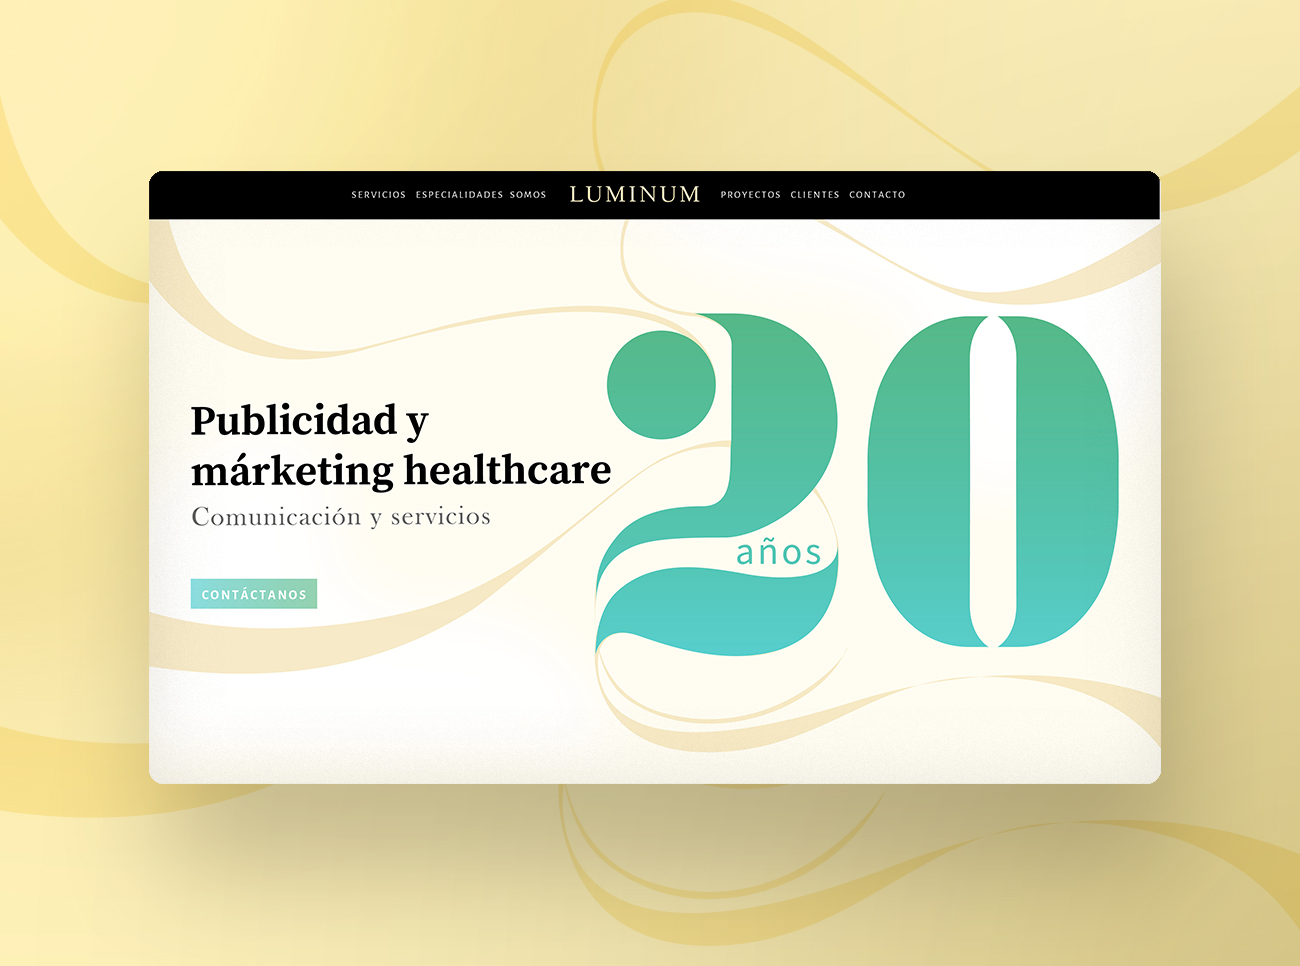 SERVICIOS ESPECIALIDADES SOMOS LUMINUM PROYECTOS CLIENTES CONTACTO
Publicidad y
márketing healthcare
Comunicación y servicios
CONTÁCTANOS
20
años